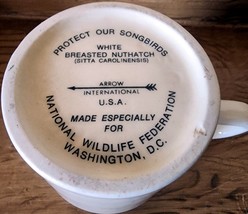 PROTECT OUR SONGBIRDS
WHITE
BREASTED NUTHATCH
(SITTA CAROLINENSIS)
ARROW
INTERNATIONAL
U.S.A.
MADE ESPECIALLY
FOR
NATIONAL WILDLIFE FEDERATION
WASHINGTON, D.C.